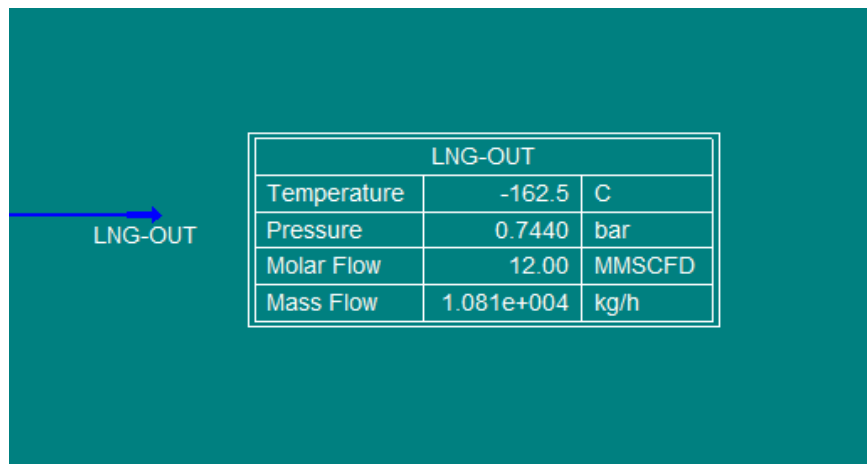 LNG-OUT
LNG-OUT
Temperature -162.5 C
Pressure 0.7440 bar
Molar Flow 12.00 MMSCFD
Mass Flow 1.081e+004 kg/h